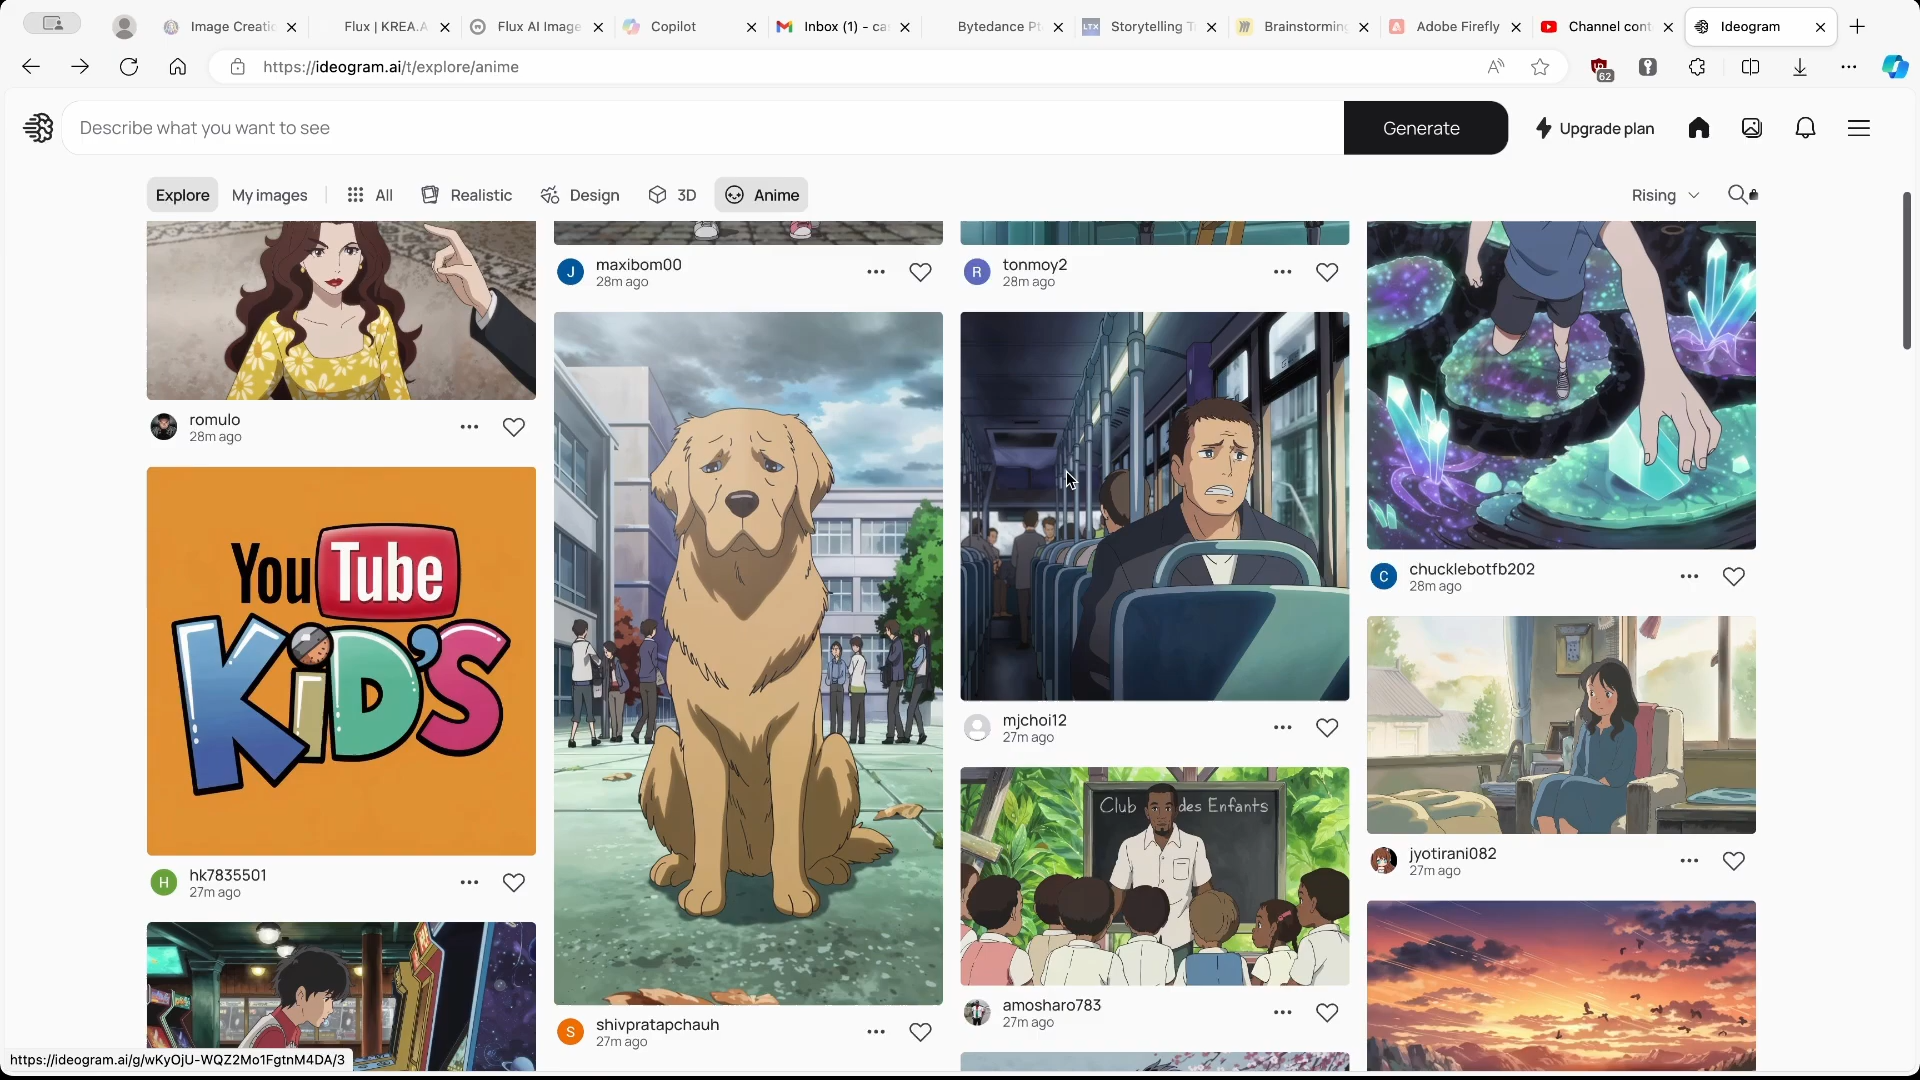 Image Creatic
Flux | KREA.A
Flux AI Image
Copilot
Inbox (1) - ca
Bytedance Pt
Storytelling T
Brainstorming
Adobe Firefly
Channel cont
Ideogram
https://ideogram.ai/t/explore/anime
62
Describe what you want to see
Generate
Upgrade plan
Explore
My images
All
Realistic
Design
3D
Anime
Rising
J
maxibom00
28m ago
R
tonmoy2
28m ago
romulo
28m ago
YouTube
KiD'S
C
chucklebotfb202
28m ago
mjchoi12
27m ago
Club des Enfants
jyotirani082
27m ago
H
hk7835501
27m ago
amosharo783
27m ago
S
shivpratapchauh
27m ago
https://ideogram.ai/g/wKyOjU-WQZ2Mo1FgtnM4DA/3